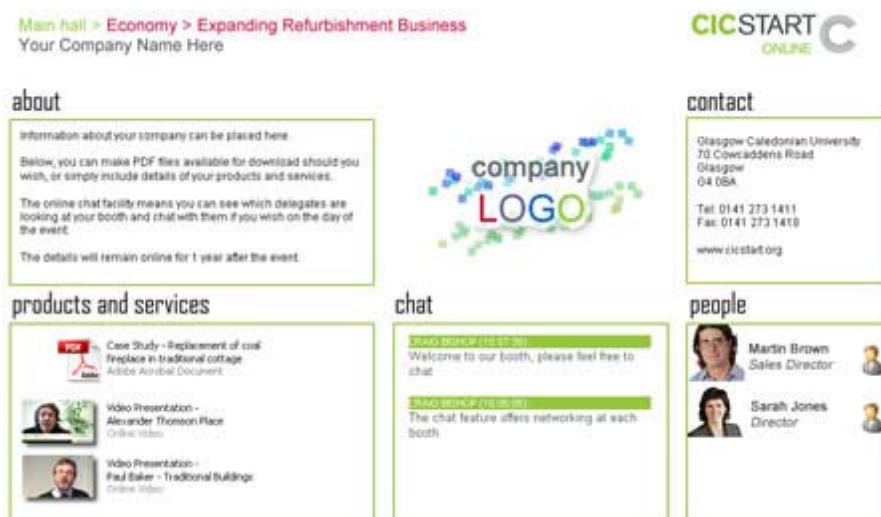 Main hall > Economy > Expanding Refurbishment Business
Your Company Name Here
CICSTART
ONLINE
about
Information about your company can be placed here
Below, you can make PDF files available for download should you
wish, or simply include details of your products and services.
The online chat facility means you can see which delegates are
looking at your booth and chat with them if you wish on the day of
the event.
The details will remain online for 1 year after the event
company
LOGO
contact
Glasgow Caledonian University
70 Cowcaddens Road
Glasgow
G4 0BA
Tel: 0141 273 1411
Fax: 0141 273 1418
www.cicstart.org
products and services
PDF
Adobe
Case Study - Replacement of coal
fireplace in traditional cottage
Adobe Acrobat Document
Video Presentation -
Alexander Thomson Place
Online Video
Video Presentation -
Paul Baker - Traditional Buildings
Online Video
chat
CRAIG BISHOP
Welcome to our booth, please feel free to
chat
CRAIG BISHOP
The chat feature offers networking at each
booth
people
Martin Brown
Sales Director
Sarah Jones
Director